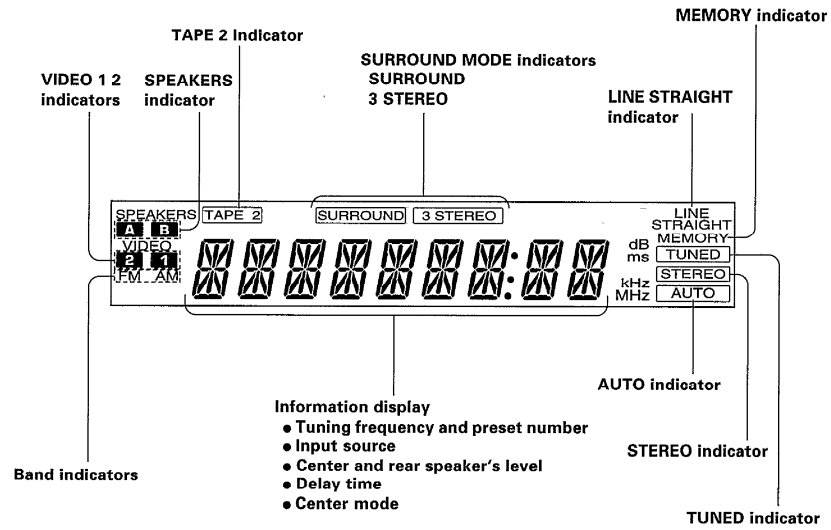 MEMORY indicator
TAPE 2 Indicator
SURROUND MODE indicators
SURROUND
3 STEREO
VIDEO 1 2
indicators
SPEAKERS
indicator
LINE STRAIGHT
indicator
SPEAKERS
A B
VIDEO
2 1
FM AM
TAPE 2
SURROUND
3 STEREO
LINE
STRAIGHT
MEMORY
dB
ms
TUNED
STEREO
kHz
MHz
AUTO
AUTO indicator
Information display
• Tuning frequency and preset number
• Input source
• Center and rear speaker's level
• Delay time
• Center mode
STEREO indicator
Band indicators
TUNED indicator